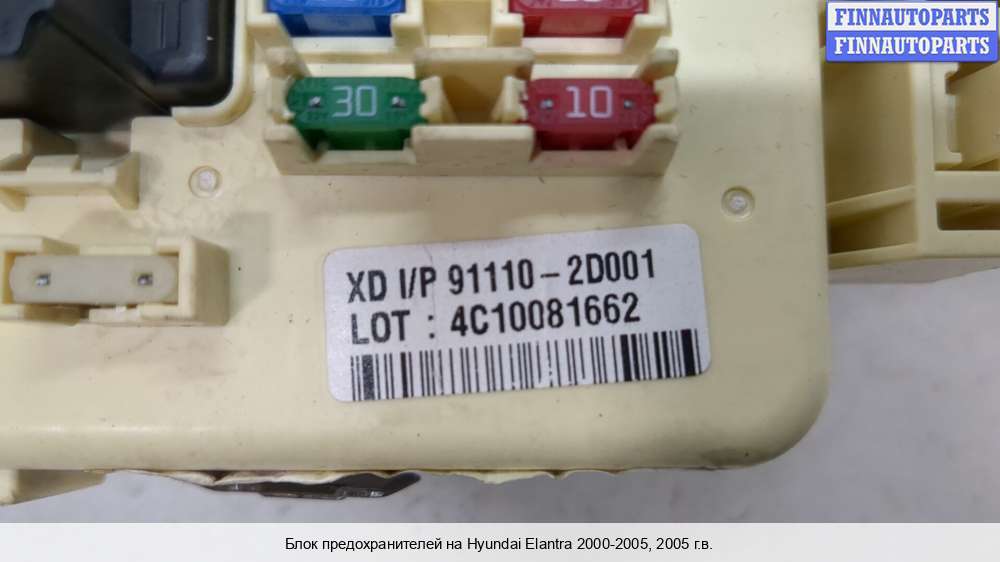 FINNAUTOPARTS
FINNAUTOPARTS
30
10
XD I/P 91110-2D001
LOT : 4C10081662
Блок предохранителей на Hyundai Elantra 2000-2005, 2005 г.в.